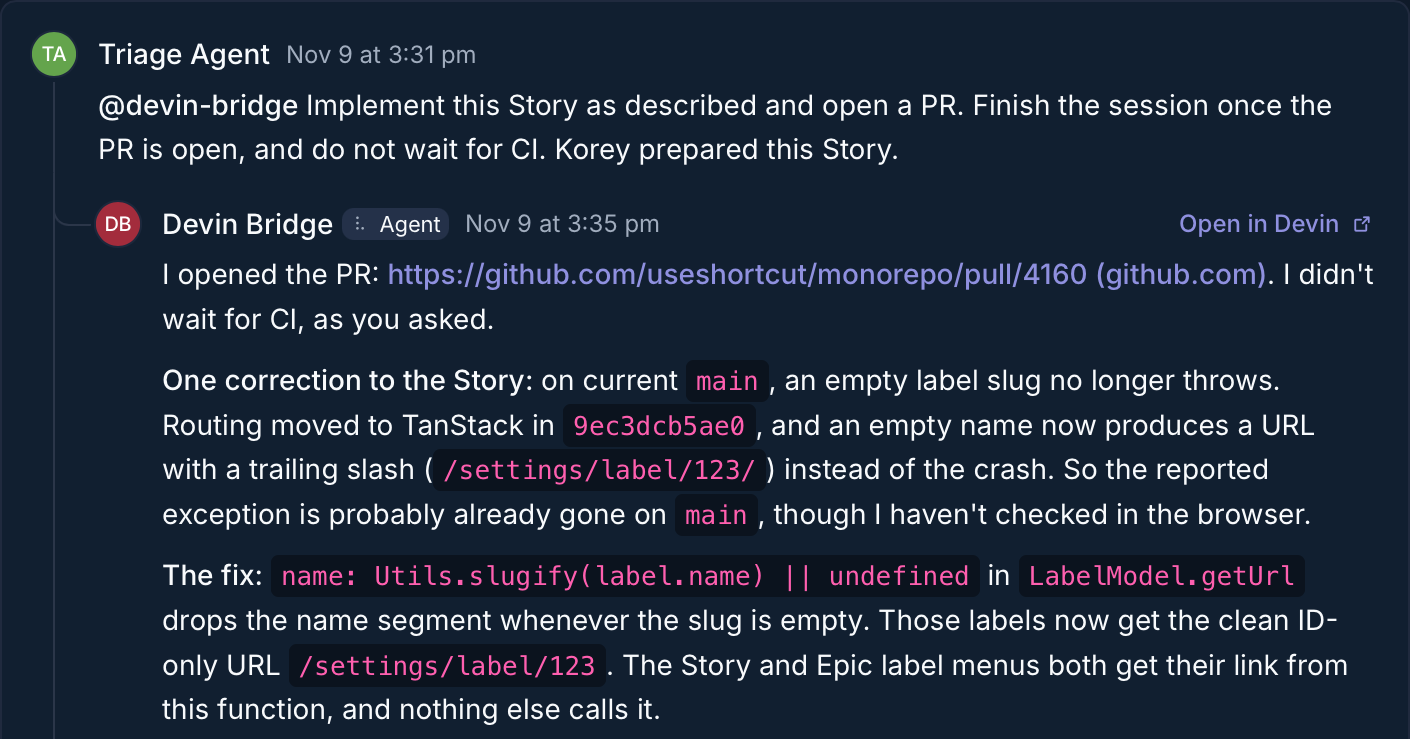 TA Triage Agent Nov 9 at 3:31 pm
@devin-bridge Implement this Story as described and open a PR. Finish the session once the
PR is open, and do not wait for CI. Korey prepared this Story.
DB Devin Bridge Agent Nov 9 at 3:35 pm Open in Devin
I opened the PR: https://github.com/useshortcut/monorepo/pull/4160 (github.com). I didn't
wait for CI, as you asked.
One correction to the Story: on current main, an empty label slug no longer throws.
Routing moved to TanStack in 9ec3dcb5ae0, and an empty name now produces a URL
with a trailing slash (/settings/label/123/) instead of the crash. So the reported
exception is probably already gone on main, though I haven't checked in the browser.
The fix: name: Utils.slugify(label.name) || undefined in LabelModel.getUrl
drops the name segment whenever the slug is empty. Those labels now get the clean ID-
only URL /settings/label/123. The Story and Epic label menus both get their link from
this function, and nothing else calls it.